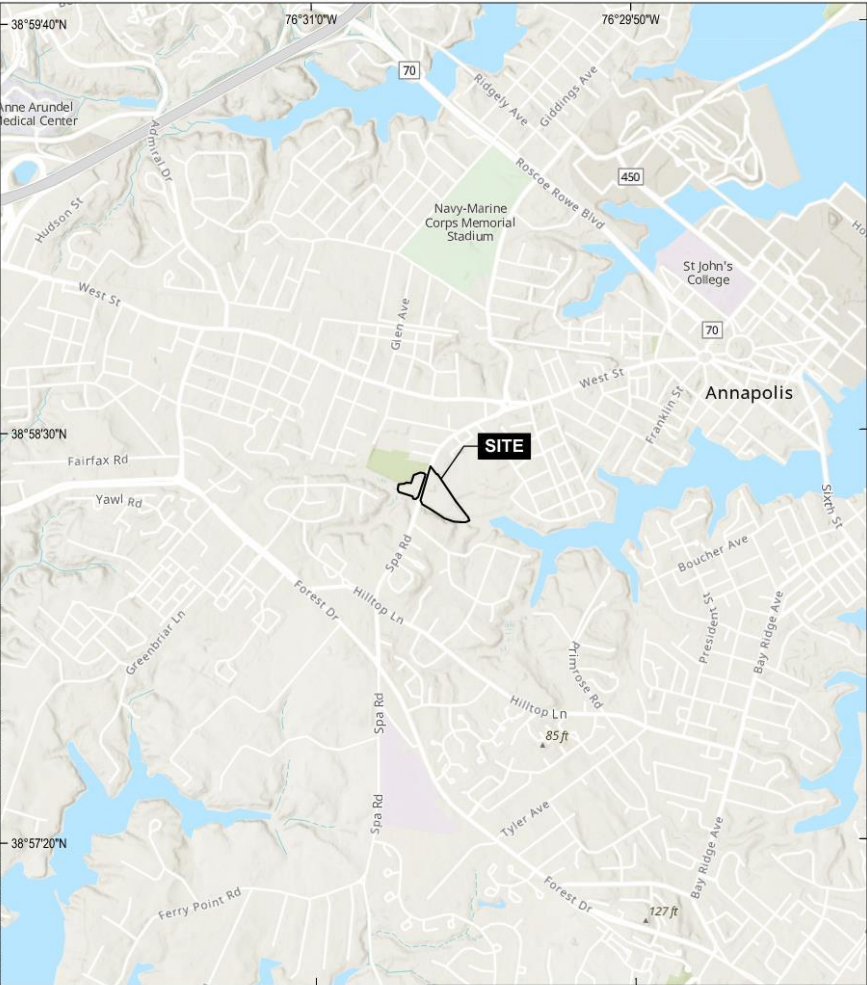 76°31'0"W
76°29'50"W
38°59'40"N
70
Ridgely Ave
Giddings Ave
Anne Arundel
Medical Center
Admiral Dr
Roscoe Rowe Blvd
450
Hudson St
Navy-Marine
Corps Memorial
Stadium
St John's
College
West St
Glen Ave
70
West St
Annapolis
Franklin St
38°58'30"N
SITE
Fairfax Rd
Yawl Rd
Sixth St
Spa Rd
Boucher Ave
Forest Dr
Hilltop Ln
President St
Bay Ridge Ave
Greenbriar Ln
Primrose Rd
Spa Rd
Hilltop Ln
85 ft
Spa Rd
Tyler Ave
38°57'20"N
Bay Ridge Ave
Ferry Point Rd
Forest Dr
127 ft